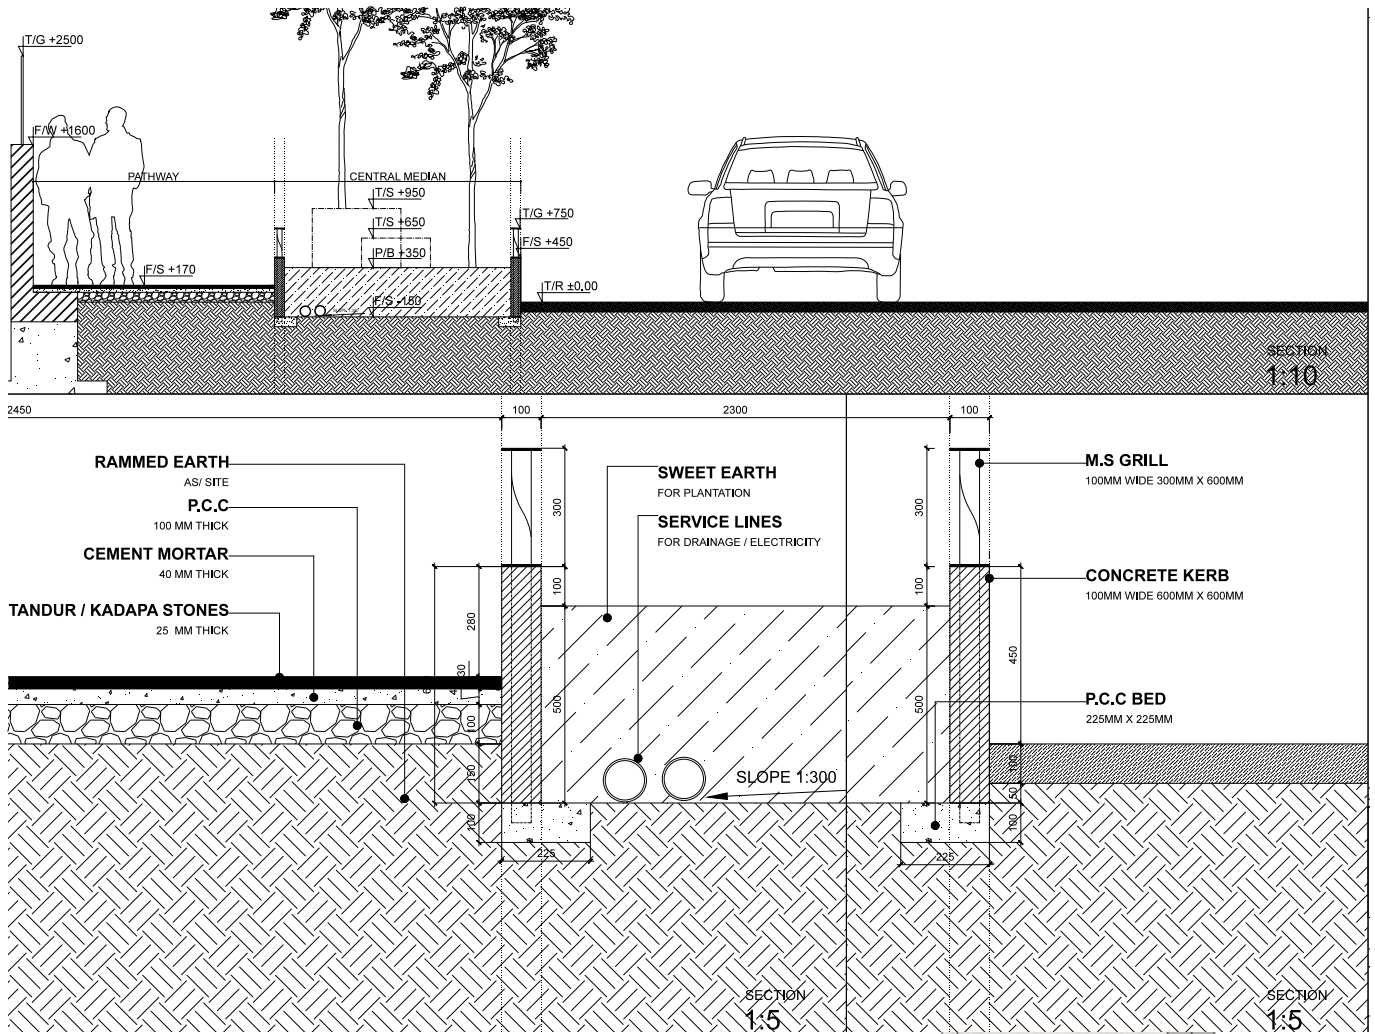 T/G +2500
F/W +1600
PATHWAY
CENTRAL MEDIAN
T/S +950
T/S +650
P/B +350
F/S -150
F/S +170
T/G +750
F/S +450
T/R ±0.00
SECTION
1:10
2450
100
2300
100
RAMMED EARTH
AS/ SITE
P.C.C
100 MM THICK
CEMENT MORTAR
40 MM THICK
TANDUR / KADAPA STONES
25 MM THICK
SWEET EARTH
FOR PLANTATION
SERVICE LINES
FOR DRAINAGE / ELECTRICITY
M.S GRILL
100MM WIDE 300MM X 600MM
CONCRETE KERB
100MM WIDE 600MM X 600MM
P.C.C BED
225MM X 225MM
280
30
100
150
100
300
100
500
225
SLOPE 1:300
300
100
500
225
450
100
50
100
SECTION
1:5
SECTION
1:5